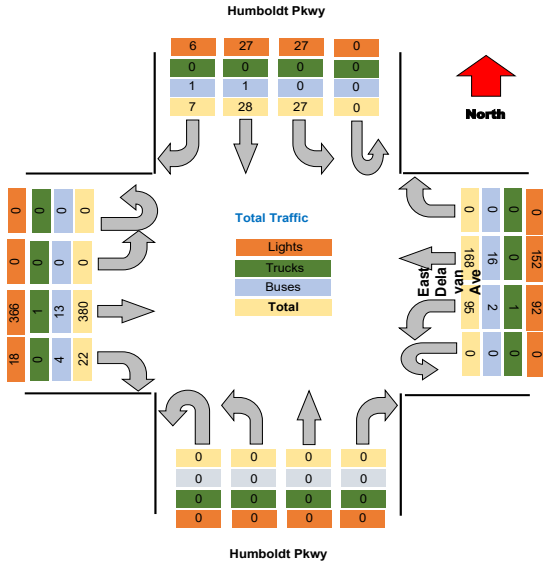 Humboldt Pkwy
6 27 27 0
0 0 0 0
1 1 0 0
7 28 27 0
North
0 0 0 0
0 0 0 0
366 1 13 380
18 0 4 22
Total Traffic
Lights
Trucks
Buses
Total
East
Dela
van
Ave
0 0 0 0
168 16 0 152
95 2 1 92
0 0 0 0
0 0 0 0
0 0 0 0
0 0 0 0
0 0 0 0
Humboldt Pkwy